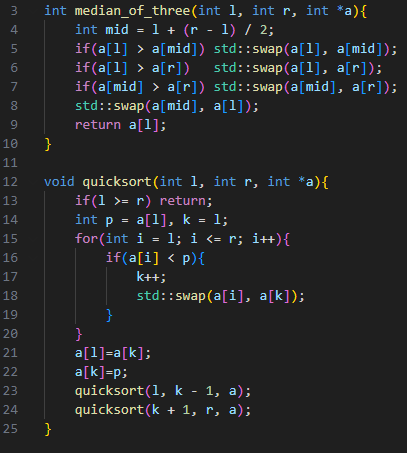 3 int median_of_three(int l, int r, int *a){
4     int mid = l + (r - l) / 2;
5     if(a[l] > a[mid]) std::swap(a[l], a[mid]);
6     if(a[l] > a[r])   std::swap(a[l], a[r]);
7     if(a[mid] > a[r]) std::swap(a[mid], a[r]);
8     std::swap(a[mid], a[l]);
9     return a[l];
10 }
11
12 void quicksort(int l, int r, int *a){
13     if(l >= r) return;
14     int p = a[l], k = l;
15     for(int i = l; i <= r; i++){
16         if(a[i] < p){
17             k++;
18             std::swap(a[i], a[k]);
19         }
20     }
21     a[l]=a[k];
22     a[k]=p;
23     quicksort(l, k - 1, a);
24     quicksort(k + 1, r, a);
25 }